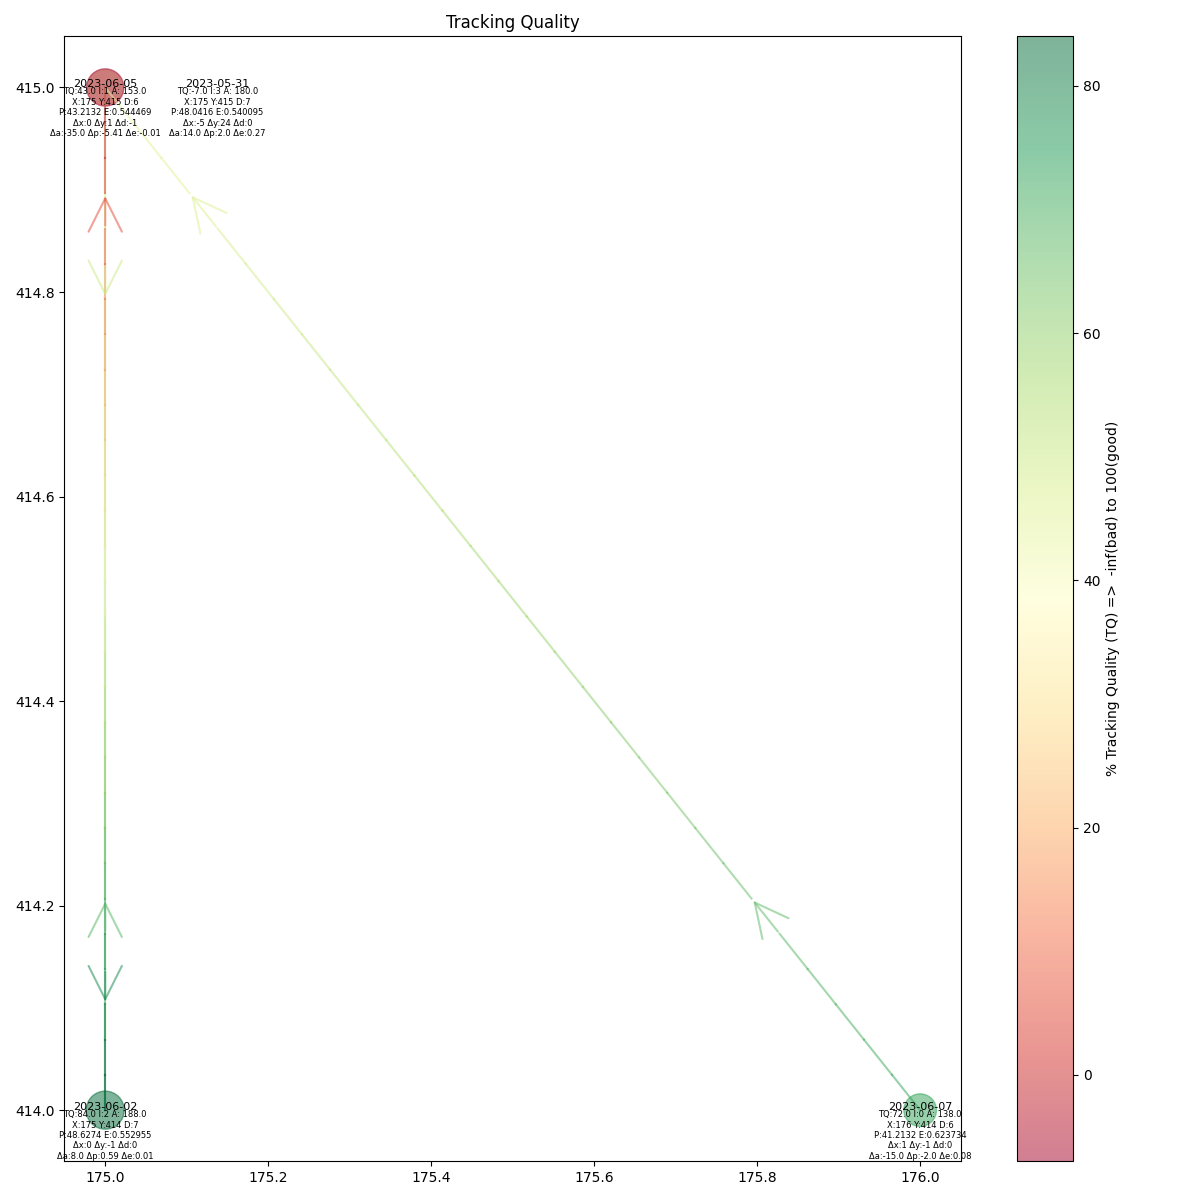 Tracking Quality
415.0
414.8
414.6
414.4
414.2
414.0
2023-06-05
TQ:43.0 I:1 A: 153.0
X:175 Y:415 D:6
P:43.2132 E:0.544469
Δx:0 Δy:1 Δd:-1
Δa:-35.0 Δp:-5.41 Δe:-0.01
2023-05-31
TQ:-7.0 I:3 A: 180.0
X:175 Y:415 D:7
P:48.0416 E:0.540095
Δx:-5 Δy:24 Δd:0
Δa:14.0 Δp:2.0 Δe:0.27
2023-06-02
TQ:84.0 I:2 A: 188.0
X:175 Y:414 D:7
P:48.6274 E:0.552955
Δx:0 Δy:-1 Δd:0
Δa:8.0 Δp:0.59 Δe:0.01
2023-06-07
TQ:72.0 I:0 A: 138.0
X:176 Y:414 D:6
P:41.2132 E:0.623734
Δx:1 Δy:-1 Δd:0
Δa:-15.0 Δp:-2.0 Δe:0.08
175.0 175.2 175.4 175.6 175.8 176.0
80
60
40
20
0
% Tracking Quality (TQ) => -inf(bad) to 100(good)